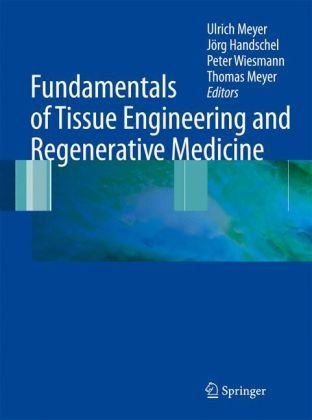 Ulrich Meyer
Jörg Handschel
Peter Wiesmann
Thomas Meyer
Editors
Fundamentals
of Tissue Engineering and
Regenerative Medicine
Springer